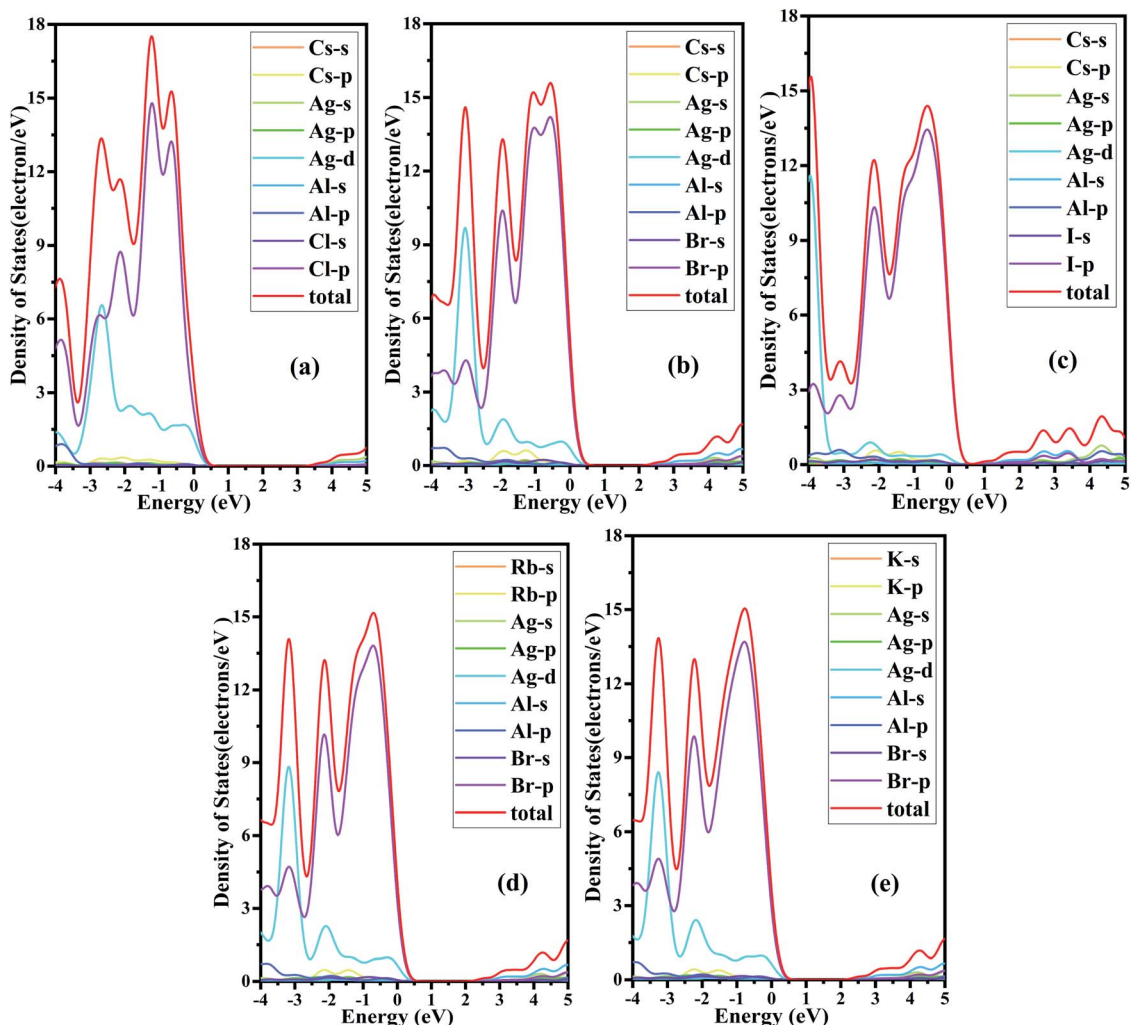 18
15
12
9
6
3
0
Density of States(electron/eV)
Cs-s
Cs-p
Ag-s
Ag-p
Ag-d
Al-s
Al-p
Cl-s
Cl-p
total
(a)
-4 -3 -2 -1 0 1 2 3 4 5
Energy (eV)
18
15
12
9
6
3
0
Density of States(electrons/eV)
Cs-s
Cs-p
Ag-s
Ag-p
Ag-d
Al-s
Al-p
Br-s
Br-p
total
(b)
-4 -3 -2 -1 0 1 2 3 4 5
Energy (eV)
18
15
12
9
6
3
0
Density of States(electrons/eV)
Cs-s
Cs-p
Ag-s
Ag-p
Ag-d
Al-s
Al-p
I-s
I-p
total
(c)
-4 -3 -2 -1 0 1 2 3 4 5
Energy (eV)
18
15
12
9
6
3
0
Density of States(electrons/eV )
Rb-s
Rb-p
Ag-s
Ag-p
Ag-d
Al-s
Al-p
Br-s
Br-p
total
(d)
-4 -3 -2 -1 0 1 2 3 4 5
Energy (eV)
18
15
12
9
6
3
0
Density of States(electrons/eV )
K-s
K-p
Ag-s
Ag-p
Ag-d
Al-s
Al-p
Br-s
Br-p
total
(e)
-4 -3 -2 -1 0 1 2 3 4 5
Energy (eV)